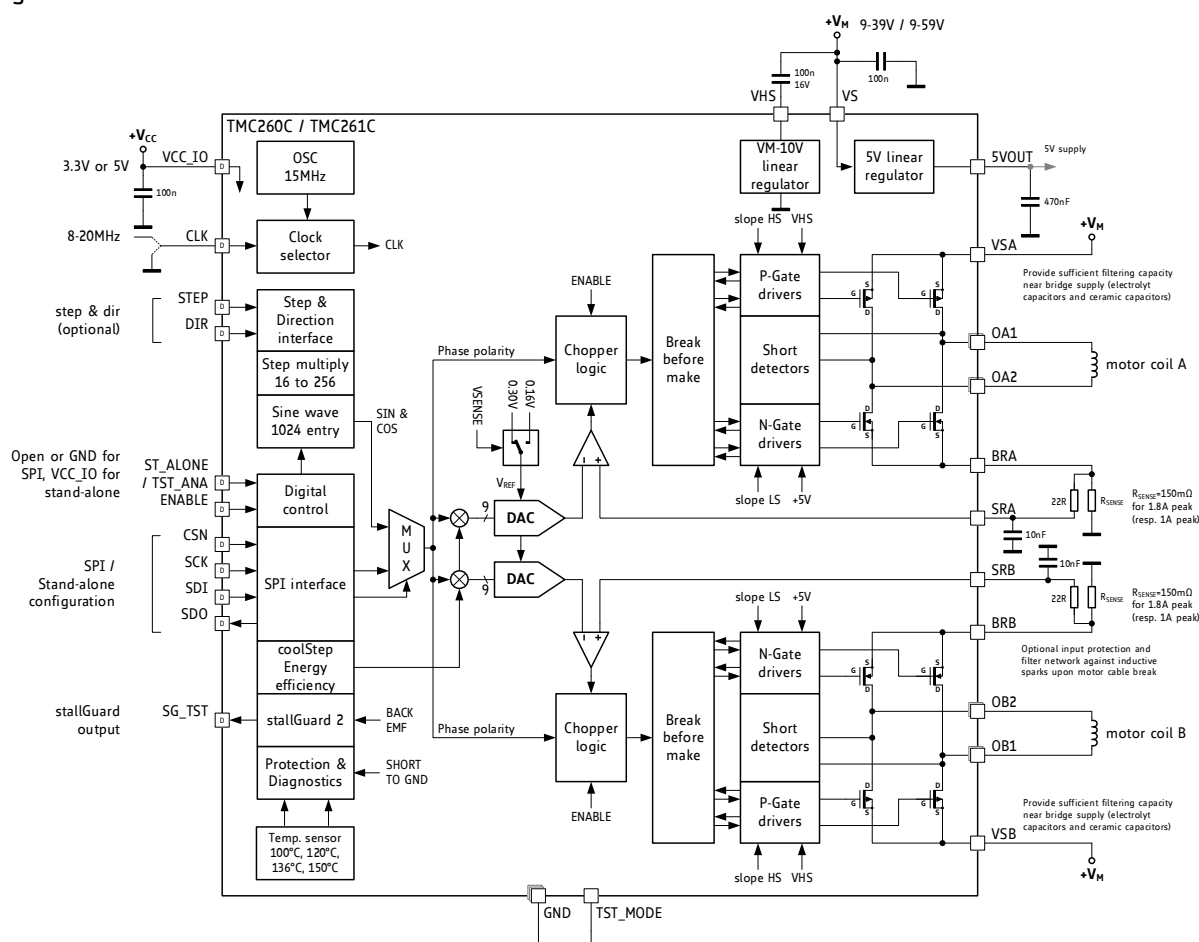 +VM
9-39V / 9-59V
100n
16V
100n
VHS
VS
TMC260C / TMC261C
+VCC
3.3V or 5V
VCC_IO
D
100n
OSC
15MHz
VM-10V
linear
regulator
5V linear
regulator
5VOUT
5V supply
470nF
8-20MHz
CLK
D
Clock
selector
CLK
slope HS
VHS
+VM
VSA
Provide sufficient filtering capacity
near bridge supply (electrolyt
capacitors and ceramic capacitors)
step & dir
(optional)
STEP
D
DIR
D
Step &
Direction
interface
Step multiply
16 to 256
Sine wave
1024 entry
SIN &
COS
ENABLE
Phase polarity
Chopper
logic
Break
before
make
P-Gate
drivers
Short
detectors
N-Gate
drivers
S
G
D
S
G
D
D
G
S
D
G
S
OA1
OA2
motor coil A
VSENSE
0.30V
0.16V
VREF
slope LS
+5V
BRA
22R
RSENSE
RSENSE=150mΩ
for 1.8A peak
(resp. 1A peak)
SRA
10nF
Open or GND for
SPI, VCC_IO for
stand-alone
ST_ALONE
/ TST_ANA
D
ENABLE
D
Digital
control
M
U
X
9
DAC
9
DAC
SPI /
Stand-alone
configuration
CSN
D
SCK
D
SDI
D
SDO
D
SPI interface
10nF
SRB
22R
RSENSE
RSENSE=150mΩ
for 1.8A peak
(resp. 1A peak)
slope LS
+5V
BRB
Optional input protection and
filter network against inductive
sparks upon motor cable break
coolStep
Energy
efficiency
N-Gate
drivers
S
G
D
S
G
D
stallGuard
output
SG_TST
D
stallGuard 2
BACK
EMF
Phase polarity
Chopper
logic
Break
before
make
Short
detectors
OB2
OB1
motor coil B
Protection &
Diagnostics
SHORT
TO GND
ENABLE
P-Gate
drivers
D
G
S
D
G
S
Provide sufficient filtering capacity
near bridge supply (electrolyt
capacitors and ceramic capacitors)
VSB
+VM
Temp. sensor
100°C, 120°C,
136°C, 150°C
slope HS
VHS
GND
TST_MODE